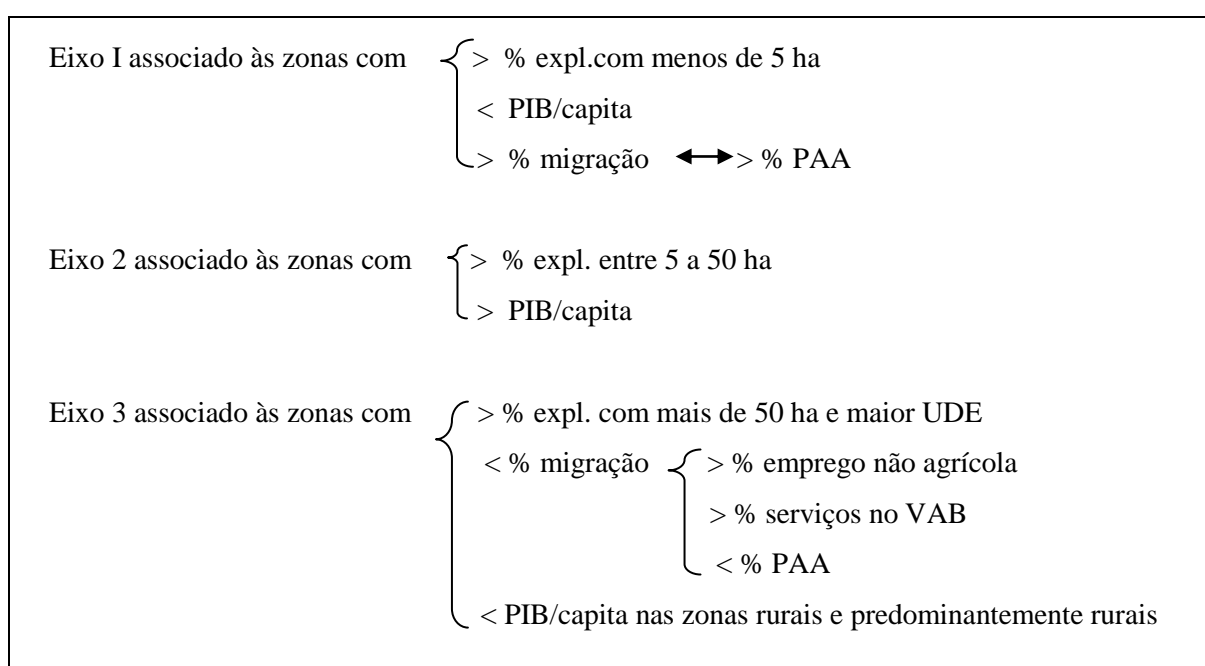 Eixo I associado às zonas com > % expl.com menos de 5 ha
< PIB/capita
> % migração > % PAA
Eixo 2 associado às zonas com > % expl. entre 5 a 50 ha
> PIB/capita
Eixo 3 associado às zonas com > % expl. com mais de 50 ha e maior UDE
< % migração > % emprego não agrícola
> % serviços no VAB
< % PAA
< PIB/capita nas zonas rurais e predominantemente rurais